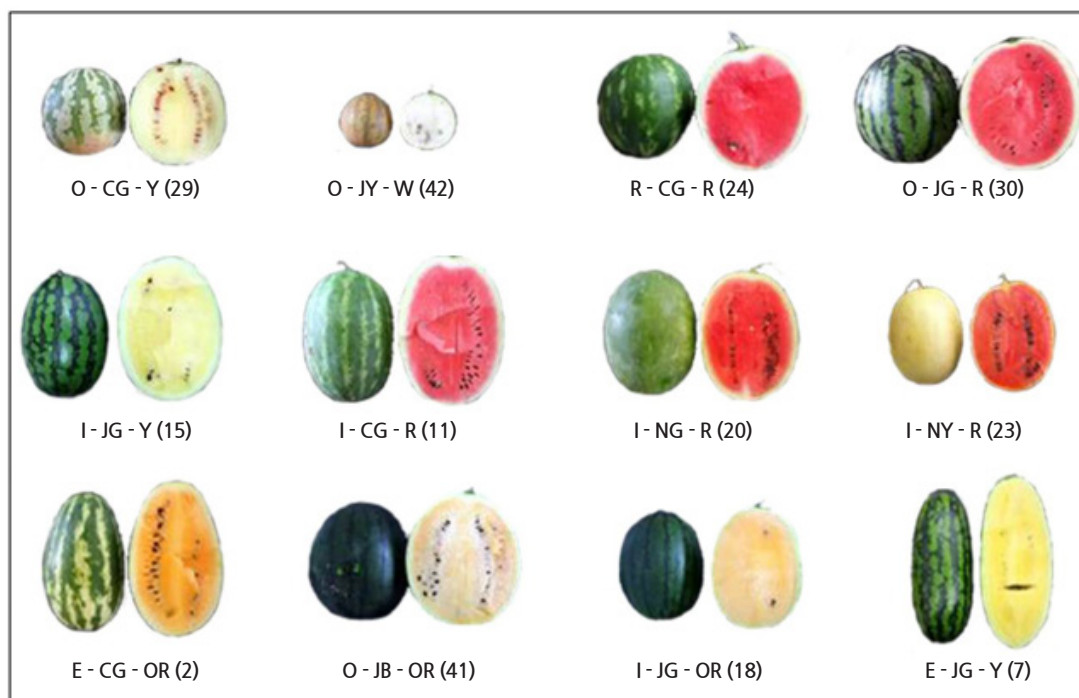 O - CG - Y (29)
O - JY - W (42)
R - CG - R (24)
O - JG - R (30)
I - JG - Y (15)
I - CG - R (11)
I - NG - R (20)
I - NY - R (23)
E - CG - OR (2)
O - JB - OR (41)
I - JG - OR (18)
E - JG - Y (7)